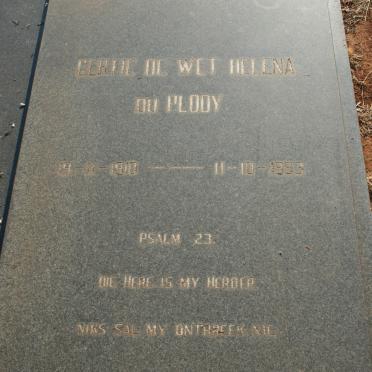 GERTIE DE WET HELENA
DU PLOOY
11-10-1993
PSALM 23.
DIE HERE IS MY HERDER
NIKS SAL MY ONTBREEK NIE.